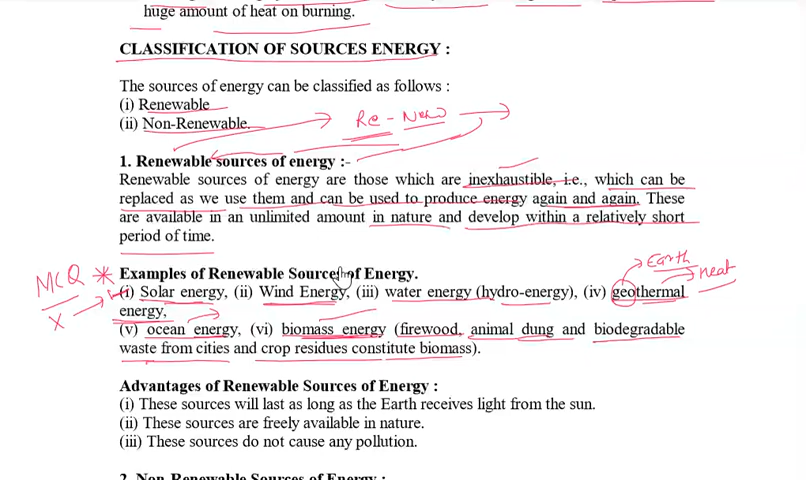 huge amount of heat on burning.
CLASSIFICATION OF SOURCES ENERGY :
The sources of energy can be classified as follows :
(i) Renewable
(ii) Non-Renewable.
Re - New
1. Renewable sources of energy :-
Renewable sources of energy are those which are inexhaustible, i.e., which can be
replaced as we use them and can be used to produce energy again and again. These
are available in an unlimited amount in nature and develop within a relatively short
period of time.
Earth
heat
MCQ
Examples of Renewable Sources of Energy.
(i) Solar energy, (ii) Wind Energy, (iii) water energy (hydro-energy), (iv) geothermal
energy,
(v) ocean energy, (vi) biomass energy (firewood, animal dung and biodegradable
waste from cities and crop residues constitute biomass).
Advantages of Renewable Sources of Energy :
(i) These sources will last as long as the Earth receives light from the sun.
(ii) These sources are freely available in nature.
(iii) These sources do not cause any pollution.
2. Non-Renewable Sources of Energy :